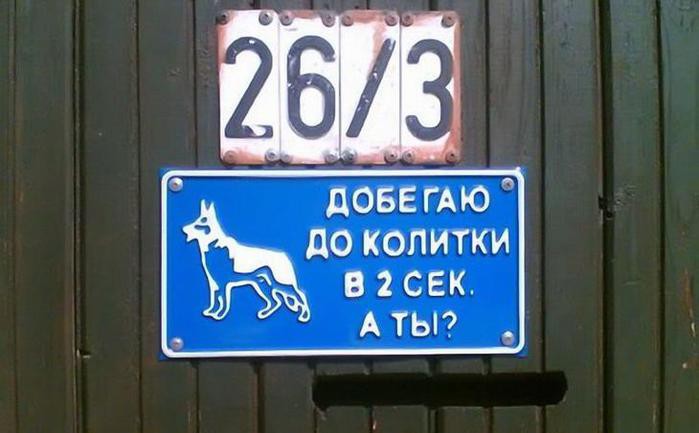 26/3
ДОБЕГАЮ
ДО КОЛИТКИ
В 2 СЕК.
А ТЫ?